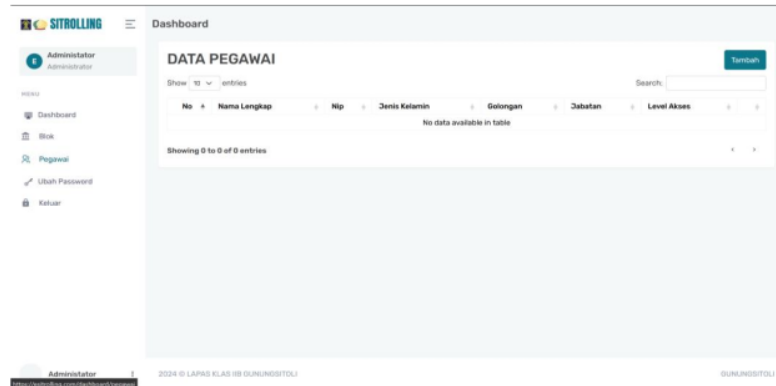 SITROLLING
Dashboard
Administator
Administrator
E
MENU
Dashboard
Blok
Pegawai
Ubah Password
Keluar
DATA PEGAWAI
Tambah
Show 10 entries
Search:
No Nama Lengkap Nip Jenis Kelamin Golongan Jabatan Level Akses
No data available in table
Showing 0 to 0 of 0 entries
Administator
2024 © LAPAS KLAS IIB GUNUNGSITOLI
GUNUNGSITOLI